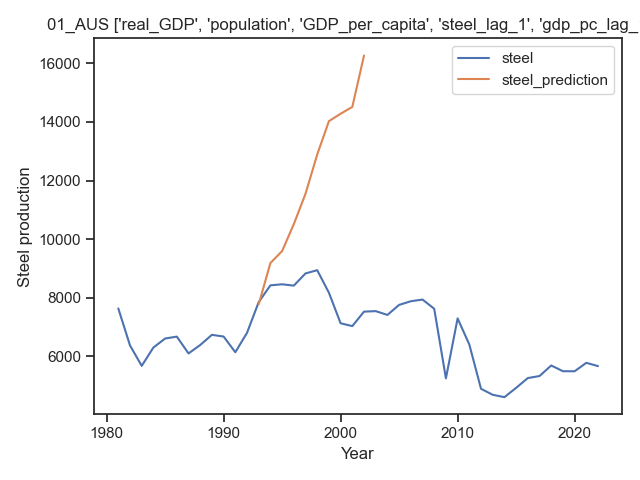 01_AUS ['real_GDP', 'population', 'GDP_per_capita', 'steel_lag_1', 'gdp_pc_lag_
steel
steel_prediction
16000
14000
12000
10000
8000
6000
Steel production
1980
1990
2000
2010
2020
Year